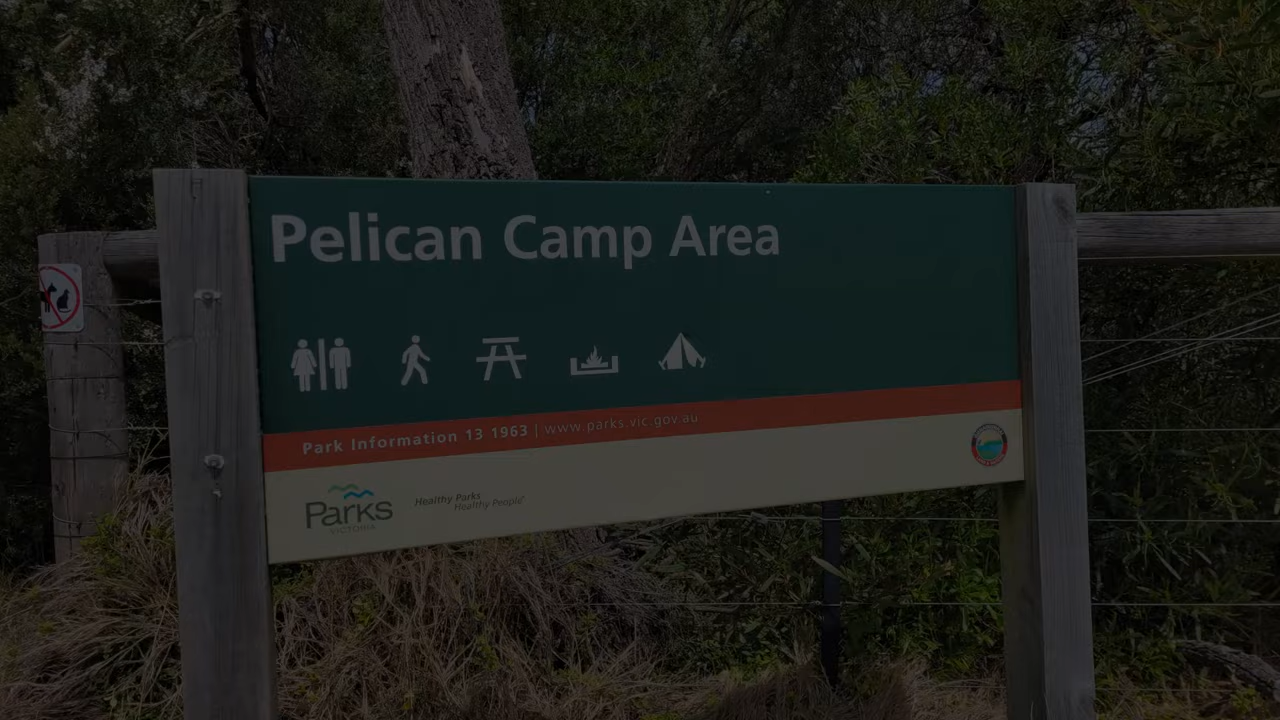 Pelican Camp Area
Park Information 13 1963 | www.parks.vic.gov.au
Parks
VICTORIA
Healthy Parks
Healthy People